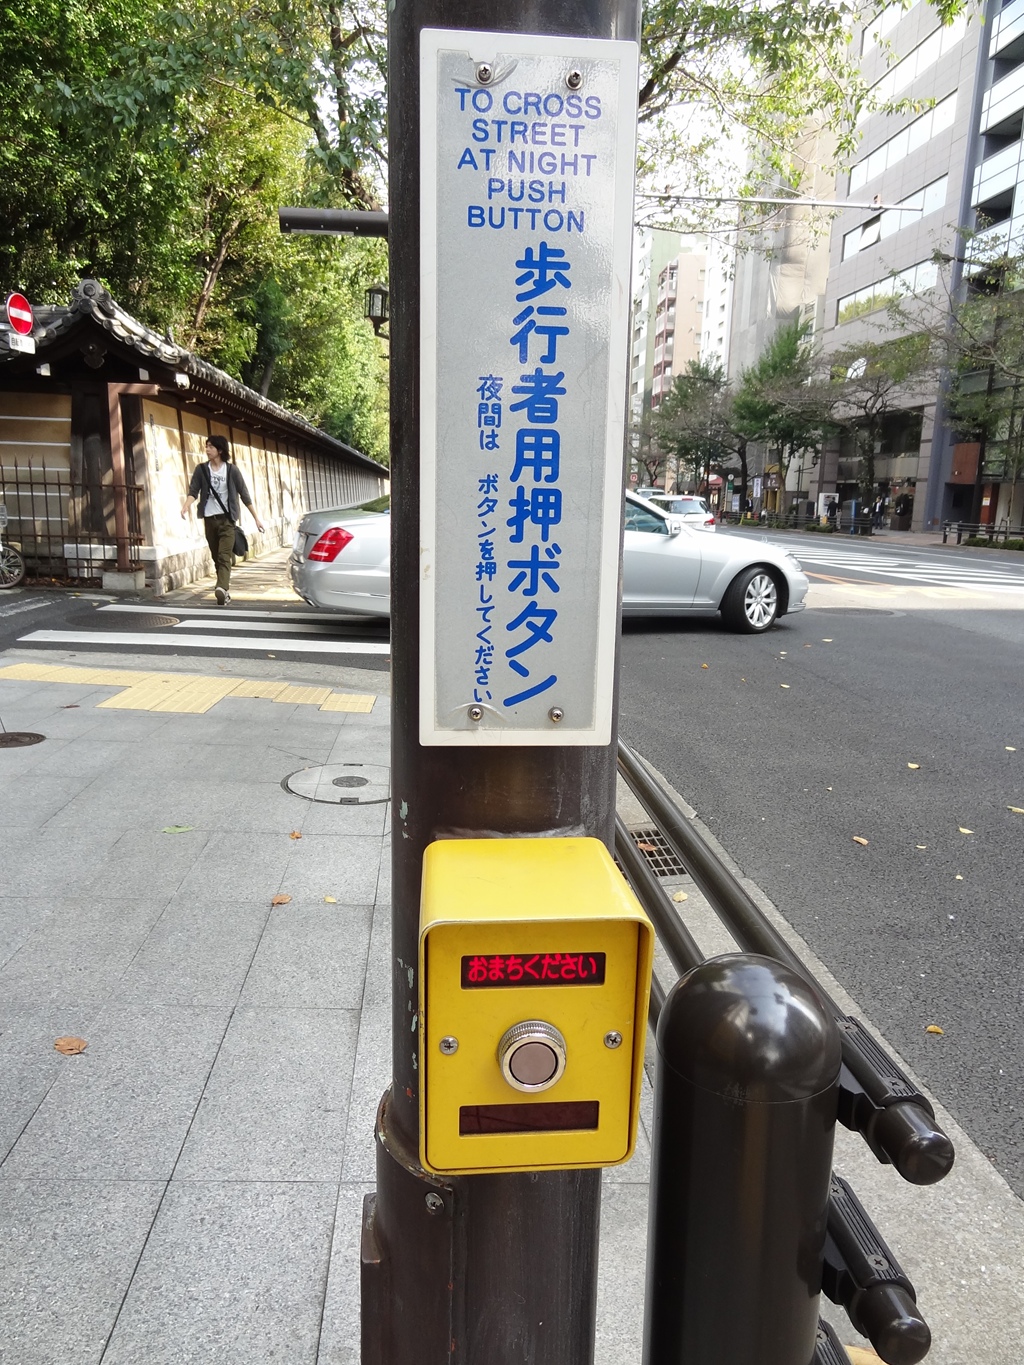 TO CROSS
STREET
AT NIGHT
PUSH
BUTTON
歩行者用押ボタン
夜間は ボタンを押してください
おまちください